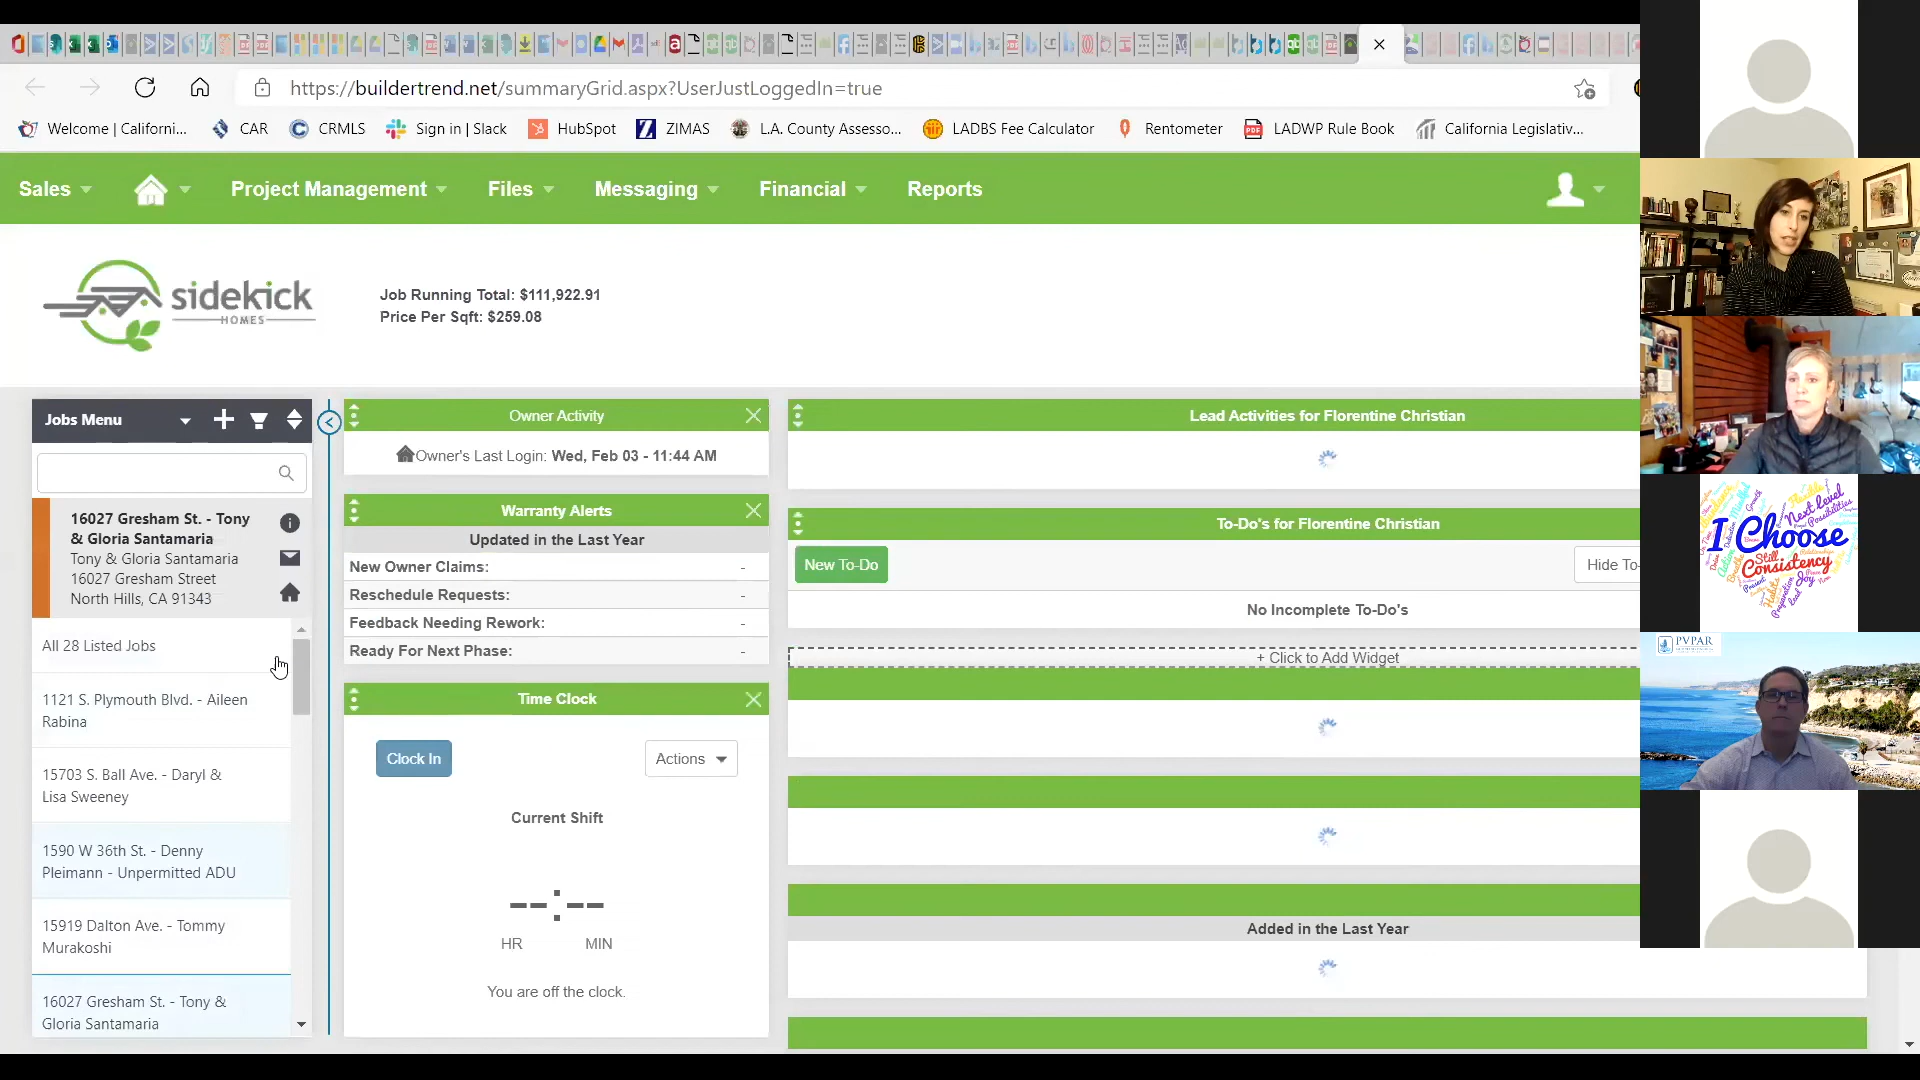 https://buildertrend.net/summaryGrid.aspx?UserJustLoggedIn=true
Welcome | Californi...
CAR
CRMLS
Sign in | Slack
HubSpot
ZIMAS
L.A. County Assesso...
LADBS Fee Calculator
Rentometer
LADWP Rule Book
California Legislativ...
Sales
Project Management
Files
Messaging
Financial
Reports
sidekick
HOMES
Job Running Total: $111,922.91
Price Per Sqft: $259.08
Jobs Menu
16027 Gresham St. - Tony
& Gloria Santamaria
Tony & Gloria Santamaria
16027 Gresham Street
North Hills, CA 91343
All 28 Listed Jobs
1121 S. Plymouth Blvd. - Aileen
Rabina
15703 S. Ball Ave. - Daryl &
Lisa Sweeney
1590 W 36th St. - Denny
Pleimann - Unpermitted ADU
15919 Dalton Ave. - Tommy
Murakoshi
16027 Gresham St. - Tony &
Gloria Santamaria
Owner Activity
Owner's Last Login: Wed, Feb 03 - 11:44 AM
Warranty Alerts
Updated in the Last Year
New Owner Claims: -
Reschedule Requests: -
Feedback Needing Rework: -
Ready For Next Phase: -
Time Clock
Clock In
Actions
Current Shift
--:--
HR MIN
You are off the clock.
Lead Activities for Florentine Christian
To-Do's for Florentine Christian
New To-Do
Hide To-
No Incomplete To-Do's
+ Click to Add Widget
Added in the Last Year
I Choose
Still
Consistency
Next Level
Possibilities
Joy
Habits
PVPAR